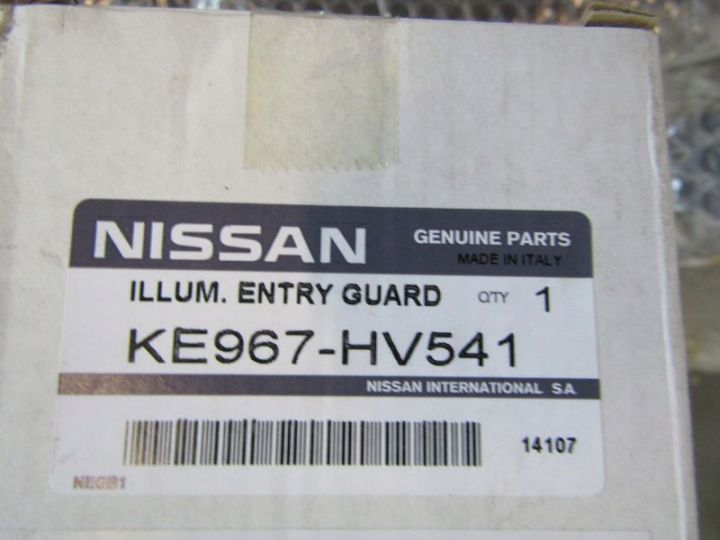 NISSAN GENUINE PARTS
MADE IN ITALY
ILLUM. ENTRY GUARD QTY 1
KE967-HV541
NISSAN INTERNATIONAL S.A.
14107